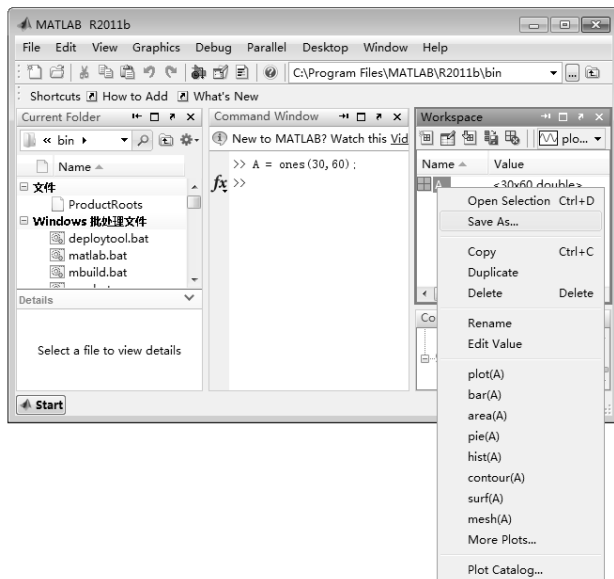 MATLAB R2011b
File Edit View Graphics Debug Parallel Desktop Window Help
C:\Program Files\MATLAB\R2011b\bin
Shortcuts How to Add What's New
Current Folder
« bin
Name
文件
ProductRoots
Windows 批处理文件
deploytool.bat
matlab.bat
mbuild.bat
Details
Select a file to view details
Command Window
New to MATLAB? Watch this Vid
>> A = ones(30,60);
fx >>
Workspace
plo...
Name Value
A <30x60 double>
Open Selection Ctrl+D
Save As...
Copy Ctrl+C
Duplicate
Delete Delete
Rename
Edit Value
plot(A)
bar(A)
area(A)
pie(A)
hist(A)
contour(A)
surf(A)
mesh(A)
More Plots...
Plot Catalog...
Co
Start